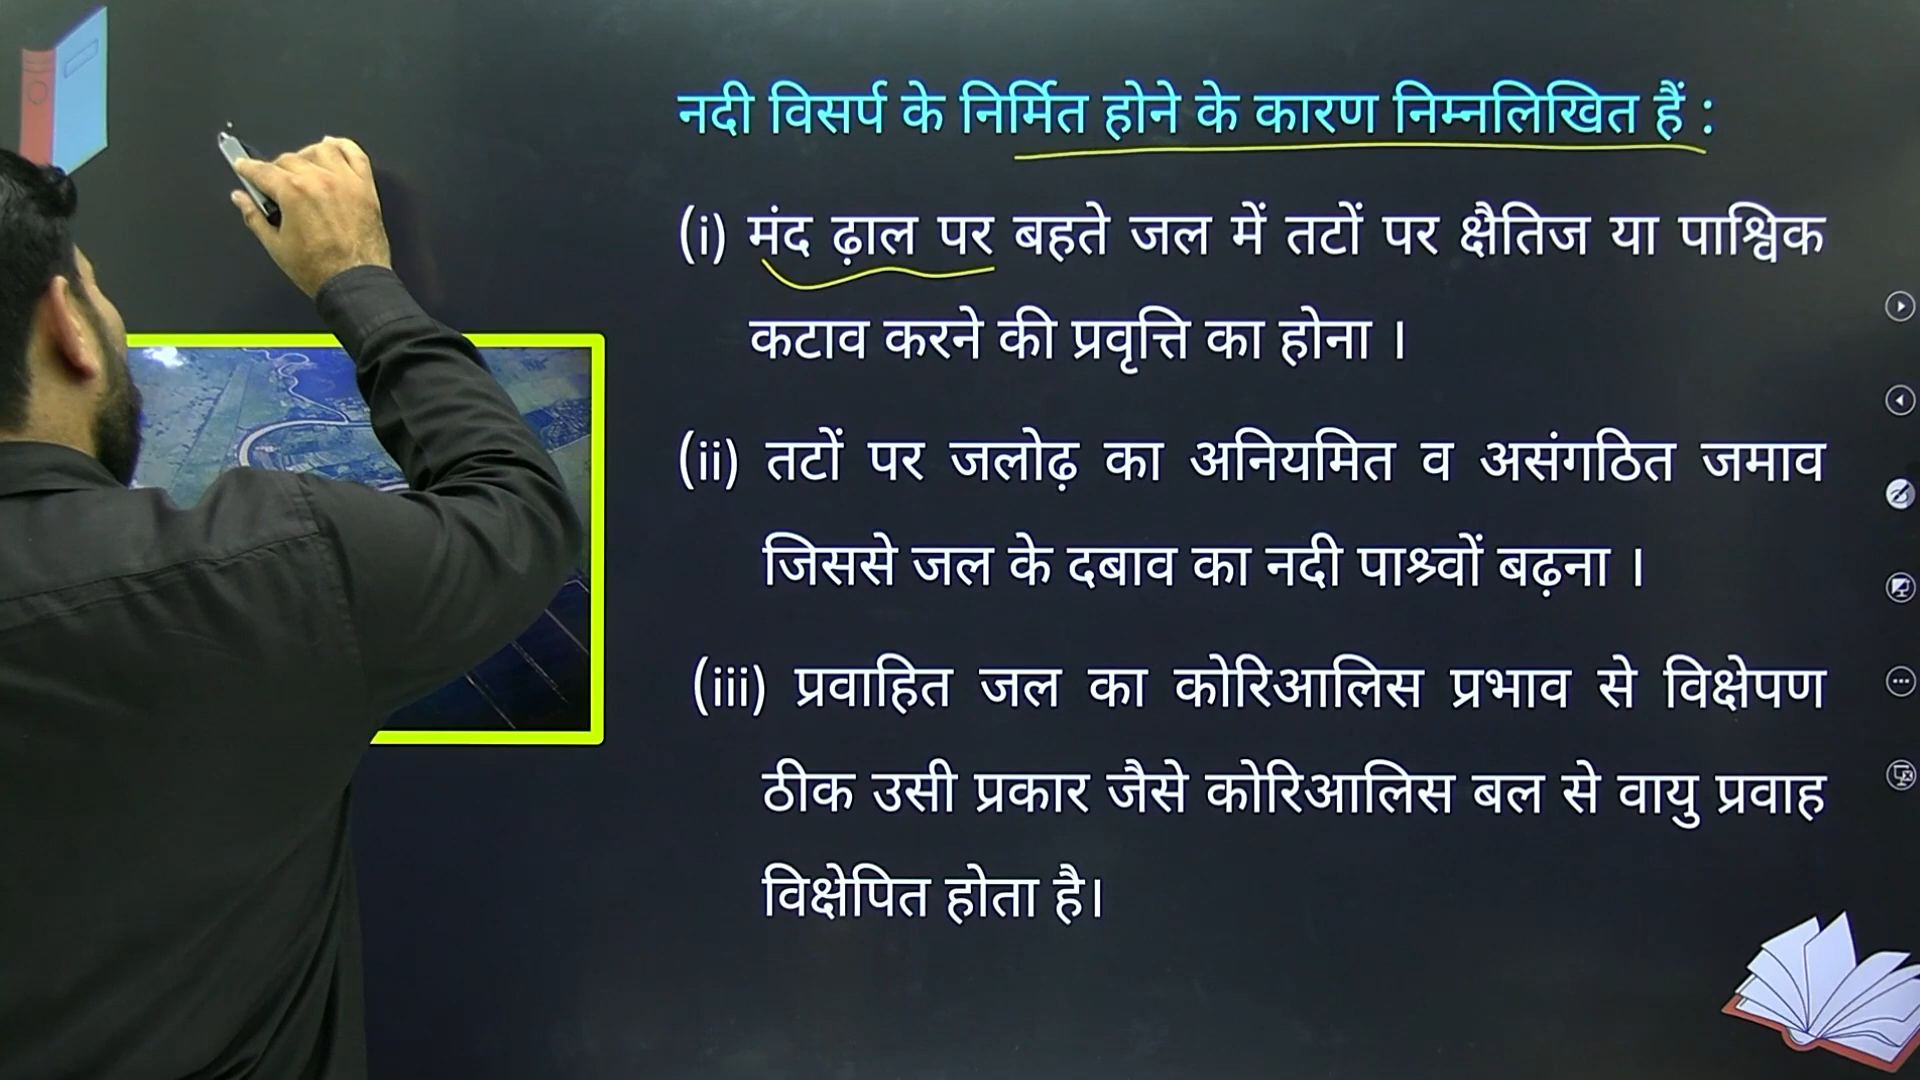 नदी विसर्प के निर्मित होने के कारण निम्नलिखित हैं :
(i) मंद ढ़ाल पर बहते जल में तटों पर क्षैतिज या पाश्विक
कटाव करने की प्रवृत्ति का होना ।
(ii) तटों पर जलोढ़ का अनियमित व असंगठित जमाव
जिससे जल के दबाव का नदी पाश्र्वों बढ़ना ।
(iii) प्रवाहित जल का कोरिआलिस प्रभाव से विक्षेपण
ठीक उसी प्रकार जैसे कोरिआलिस बल से वायु प्रवाह
विक्षेपित होता है।